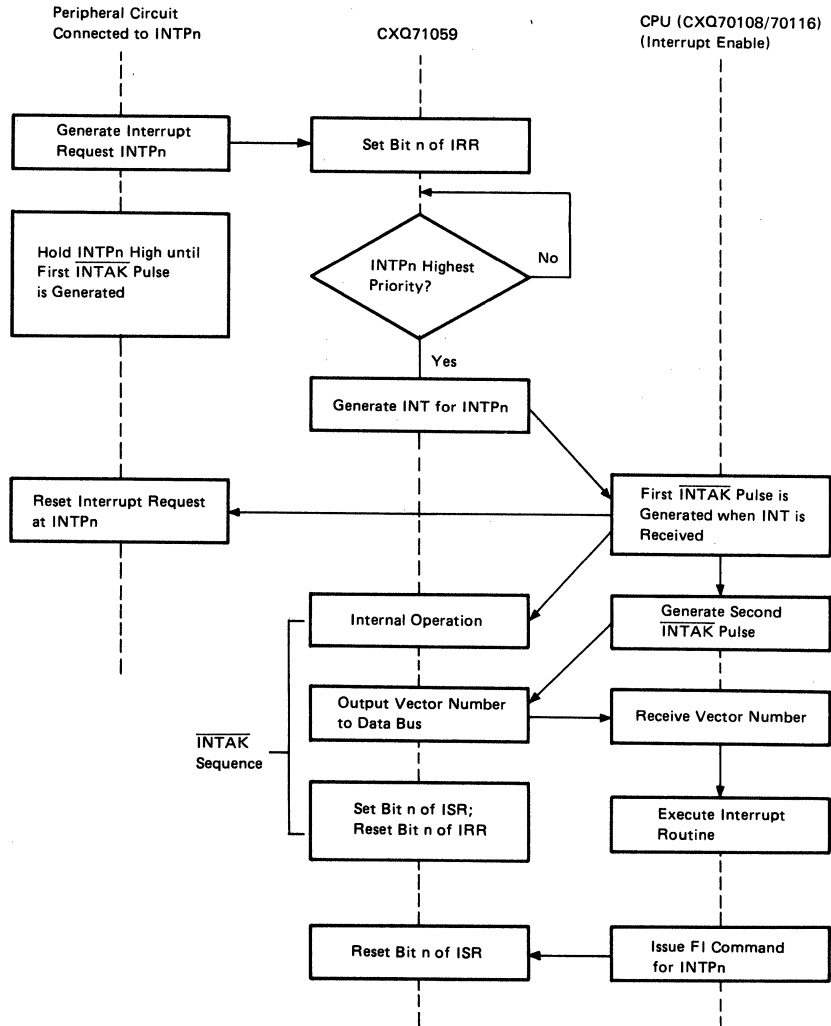 Peripheral Circuit
Connected to INTPn
CXQ71059
CPU (CXQ70108/70116)
(Interrupt Enable)
Generate Interrupt
Request INTPn
Set Bit n of IRR
Hold INTPn High until
First INTAK Pulse
is Generated
INTPn Highest
Priority?
No
Yes
Generate INT for INTPn
Reset Interrupt Request
at INTPn
First INTAK Pulse is
Generated when INT is
Received
Internal Operation
Generate Second
INTAK Pulse
Output Vector Number
to Data Bus
Receive Vector Number
INTAK
Sequence
Set Bit n of ISR;
Reset Bit n of IRR
Execute Interrupt
Routine
Reset Bit n of ISR
Issue FI Command
for INTPn